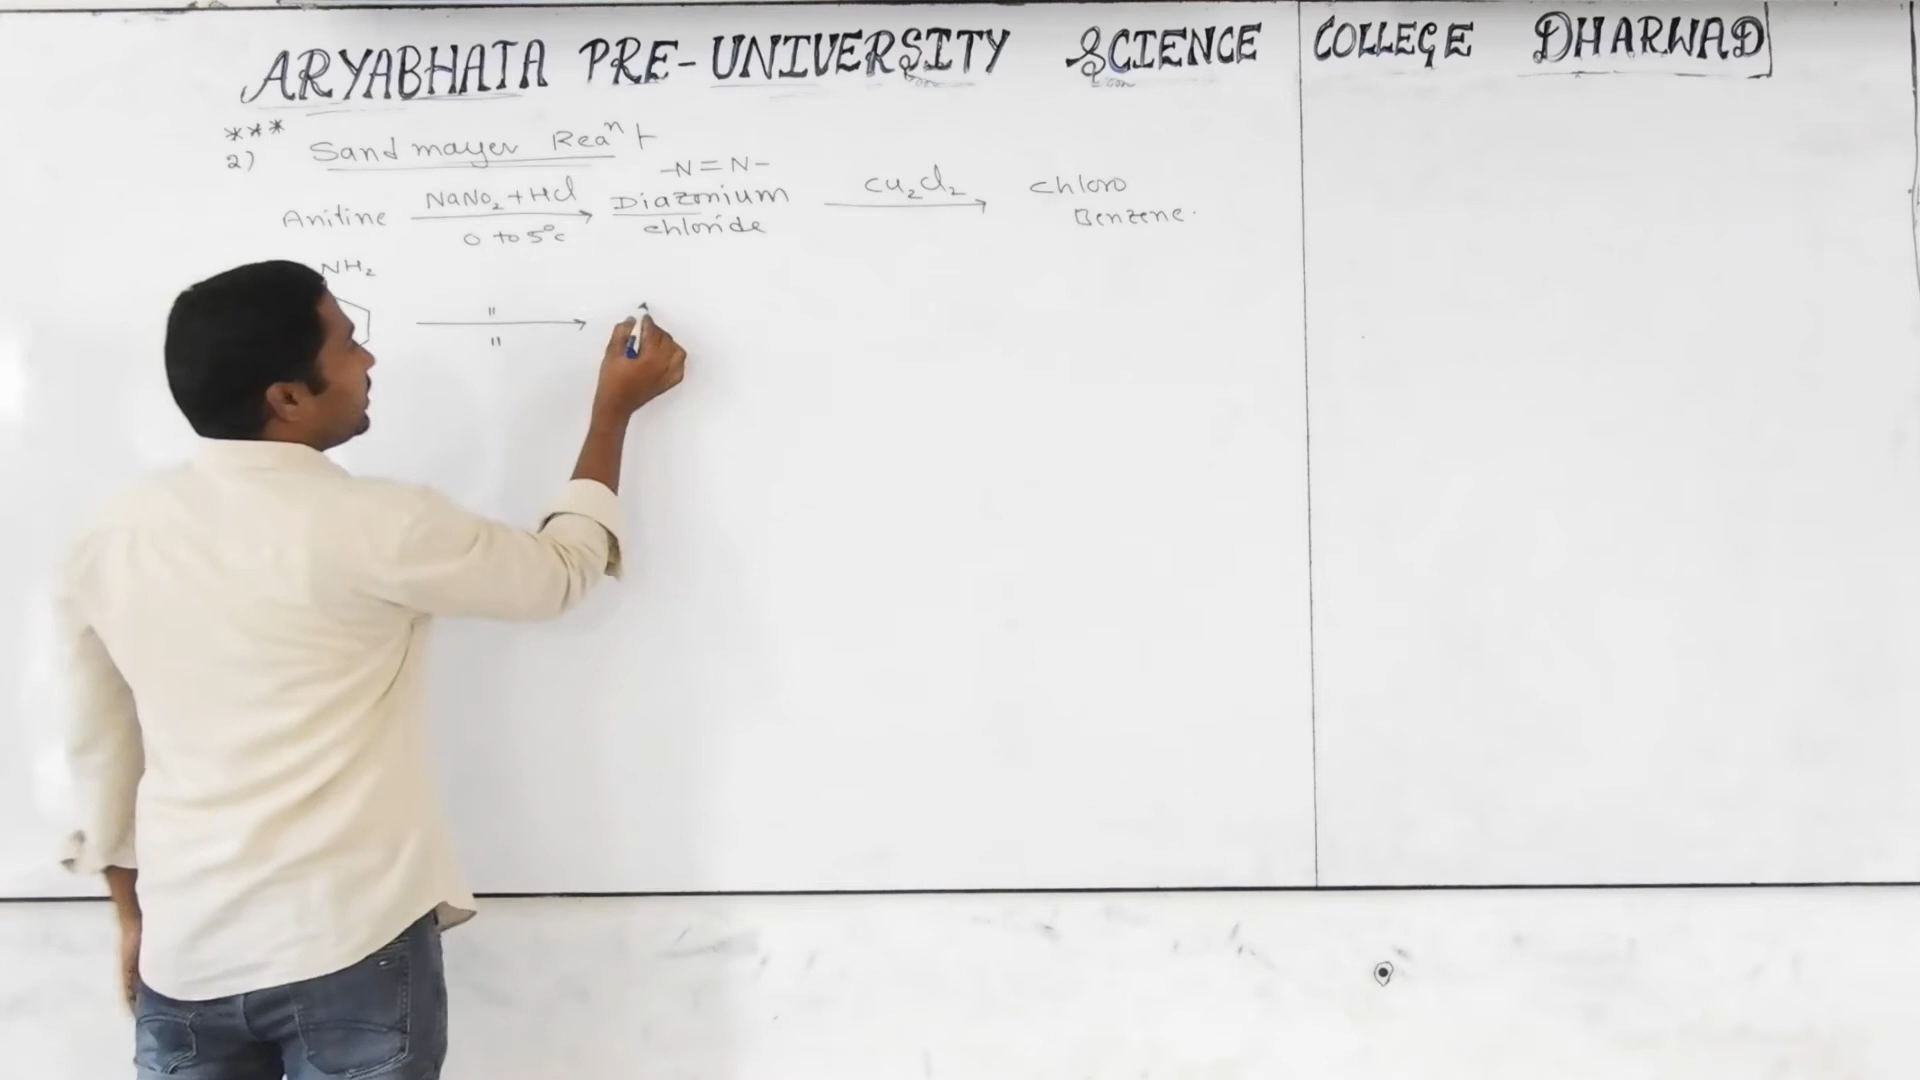 ARYABHATA PRE-UNIVERSITY SCIENCE COLLEGE DHARWAD
***
2) Sandmayer Reaⁿ
-N=N-
Aniline NaNO₂+HCl Diazonium Cu₂Cl₂ chloro
0 to 5°c chloride Benzene.
NH₂
"
"